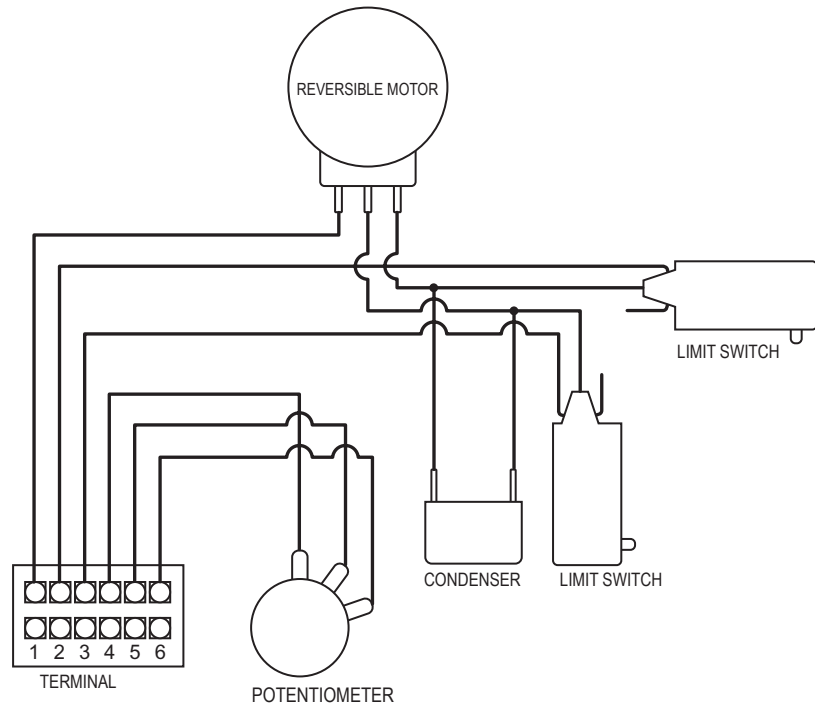 REVERSIBLE MOTOR
LIMIT SWITCH
CONDENSER
LIMIT SWITCH
1 2 3 4 5 6
TERMINAL
POTENTIOMETER